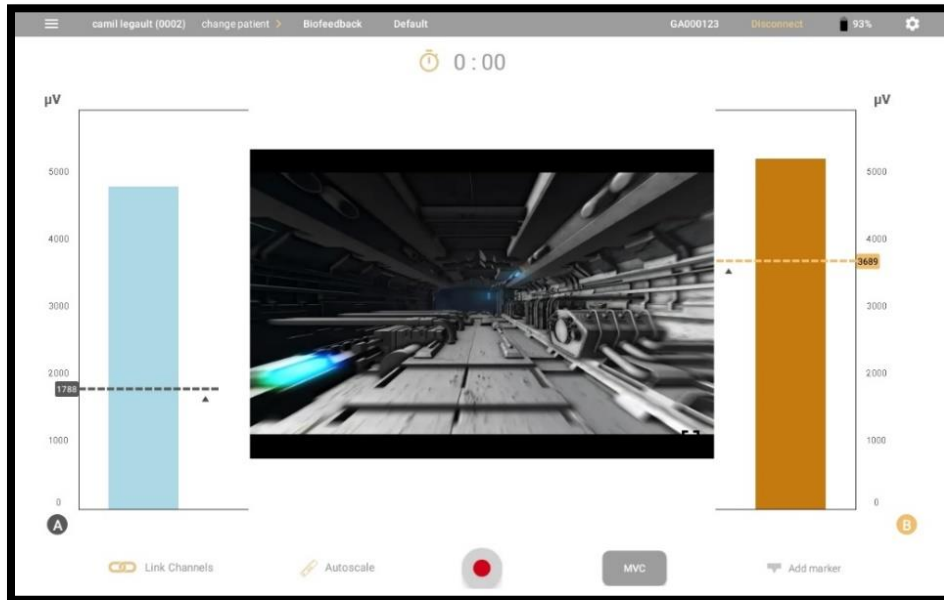 camil legault (0002) change patient > Biofeedback Default GA000123 Disconnect 93%
0 : 00
µV
5000
4000
3000
2000
1788
1000
0
A
µV
5000
4000
3689
3000
2000
1000
0
B
Link Channels Autoscale MVC Add marker